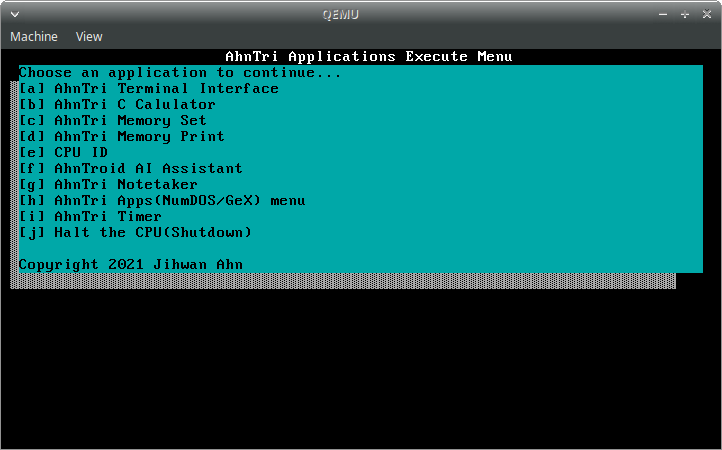 QEMU
Machine View
AhnTri Applications Execute Menu
Choose an application to continue...
[a] AhnTri Terminal Interface
[b] AhnTri C Calulator
[c] AhnTri Memory Set
[d] AhnTri Memory Print
[e] CPU ID
[f] AhnTroid AI Assistant
[g] AhnTri Notetaker
[h] AhnTri Apps(NumDOS/GeX) menu
[i] AhnTri Timer
[j] Halt the CPU(Shutdown)
Copyright 2021 Jihwan Ahn